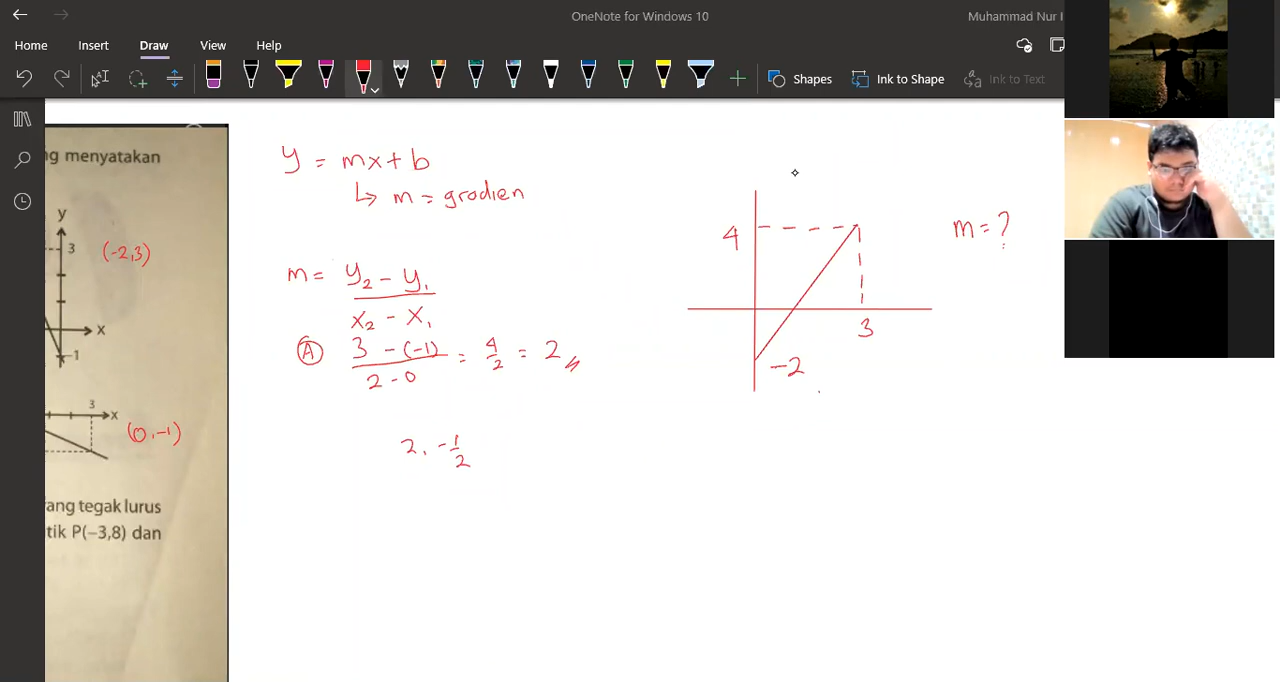 OneNote for Windows 10
Muhammad Nur I
Home Insert Draw View Help
Shapes Ink to Shape Ink to Text
ng menyatakan
y
3
(-2,3)
x
-1
3
x
(0,-1)
ang tegak lurus
tik P(−3,8) dan
y = mx + b
↳ m = gradien
m = y₂ - y₁
x₂ - x₁
A 3 - (-1) = 4/2 = 2
2 - 0
2. -1/2
4
3
-2
m = ?